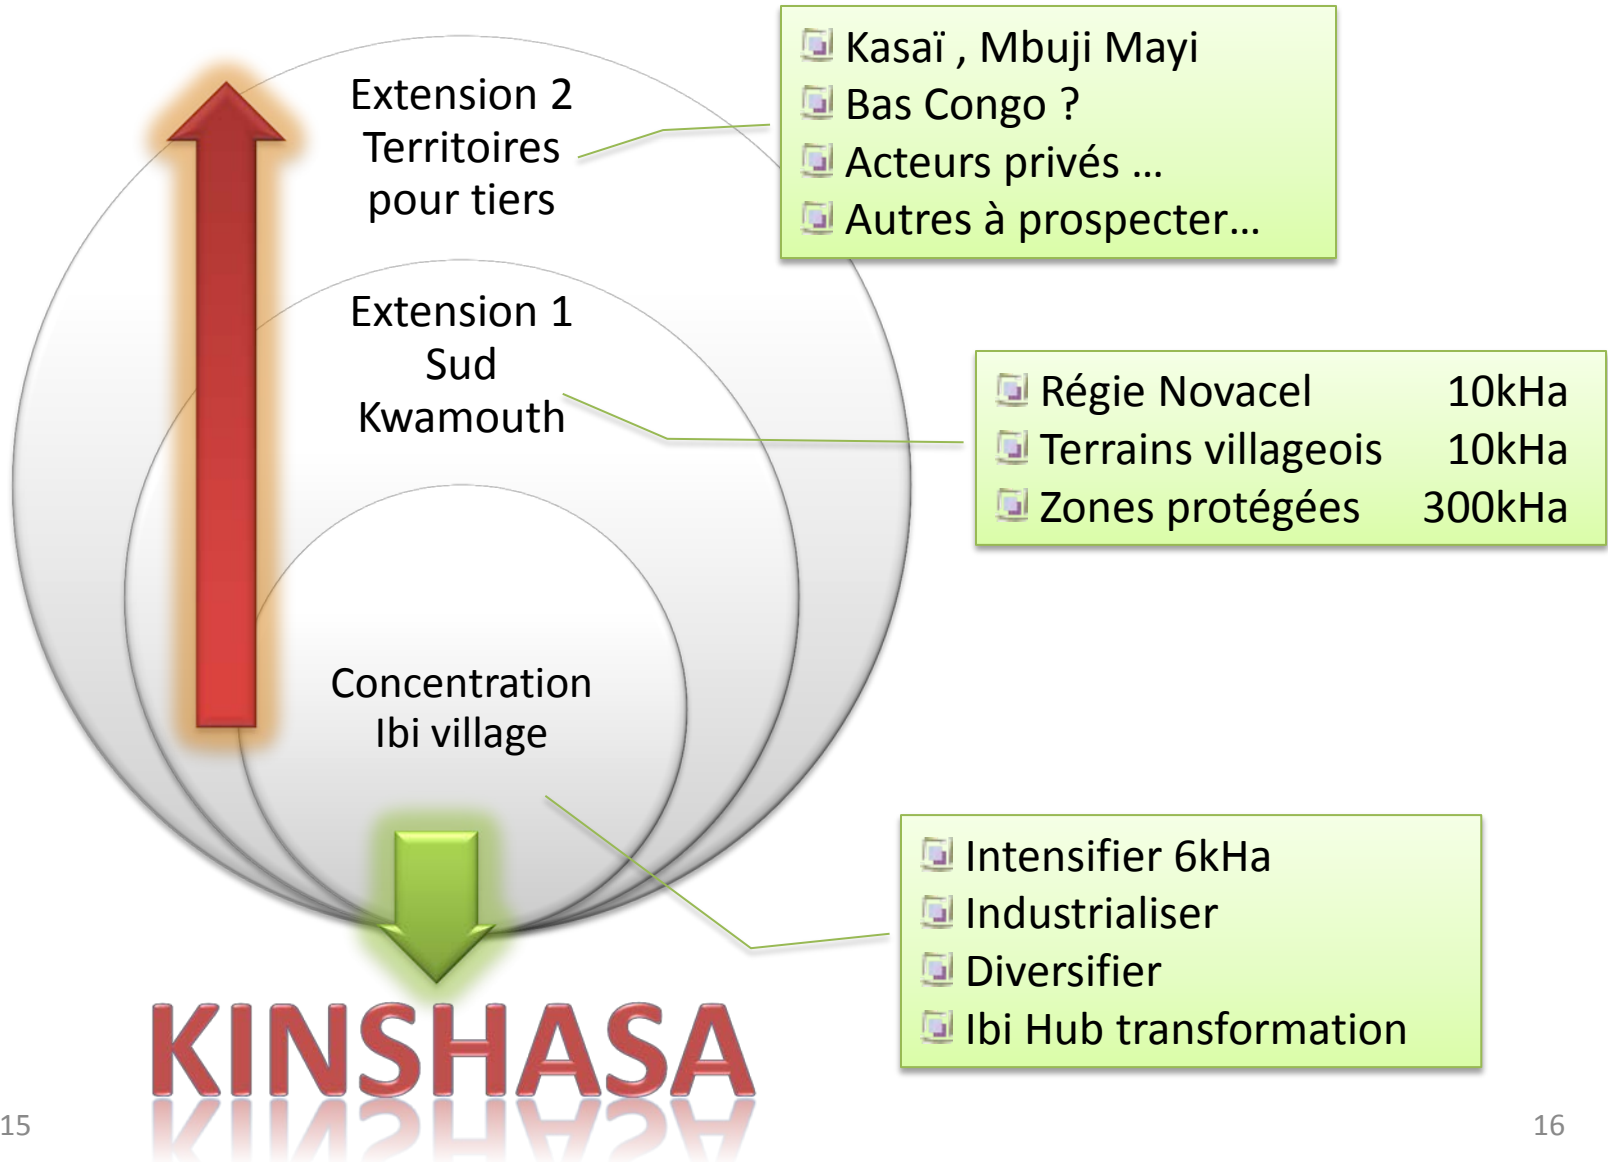 Extension 2
Territoires
pour tiers
Kasaï , Mbuji Mayi
Bas Congo ?
Acteurs privés ...
Autres à prospecter...
Extension 1
Sud
Kwamouth
Régie Novacel 10kHa
Terrains villageois 10kHa
Zones protégées 300kHa
Concentration
Ibi village
Intensifier 6kHa
Industrialiser
Diversifier
Ibi Hub transformation
KINSHASA
15
16